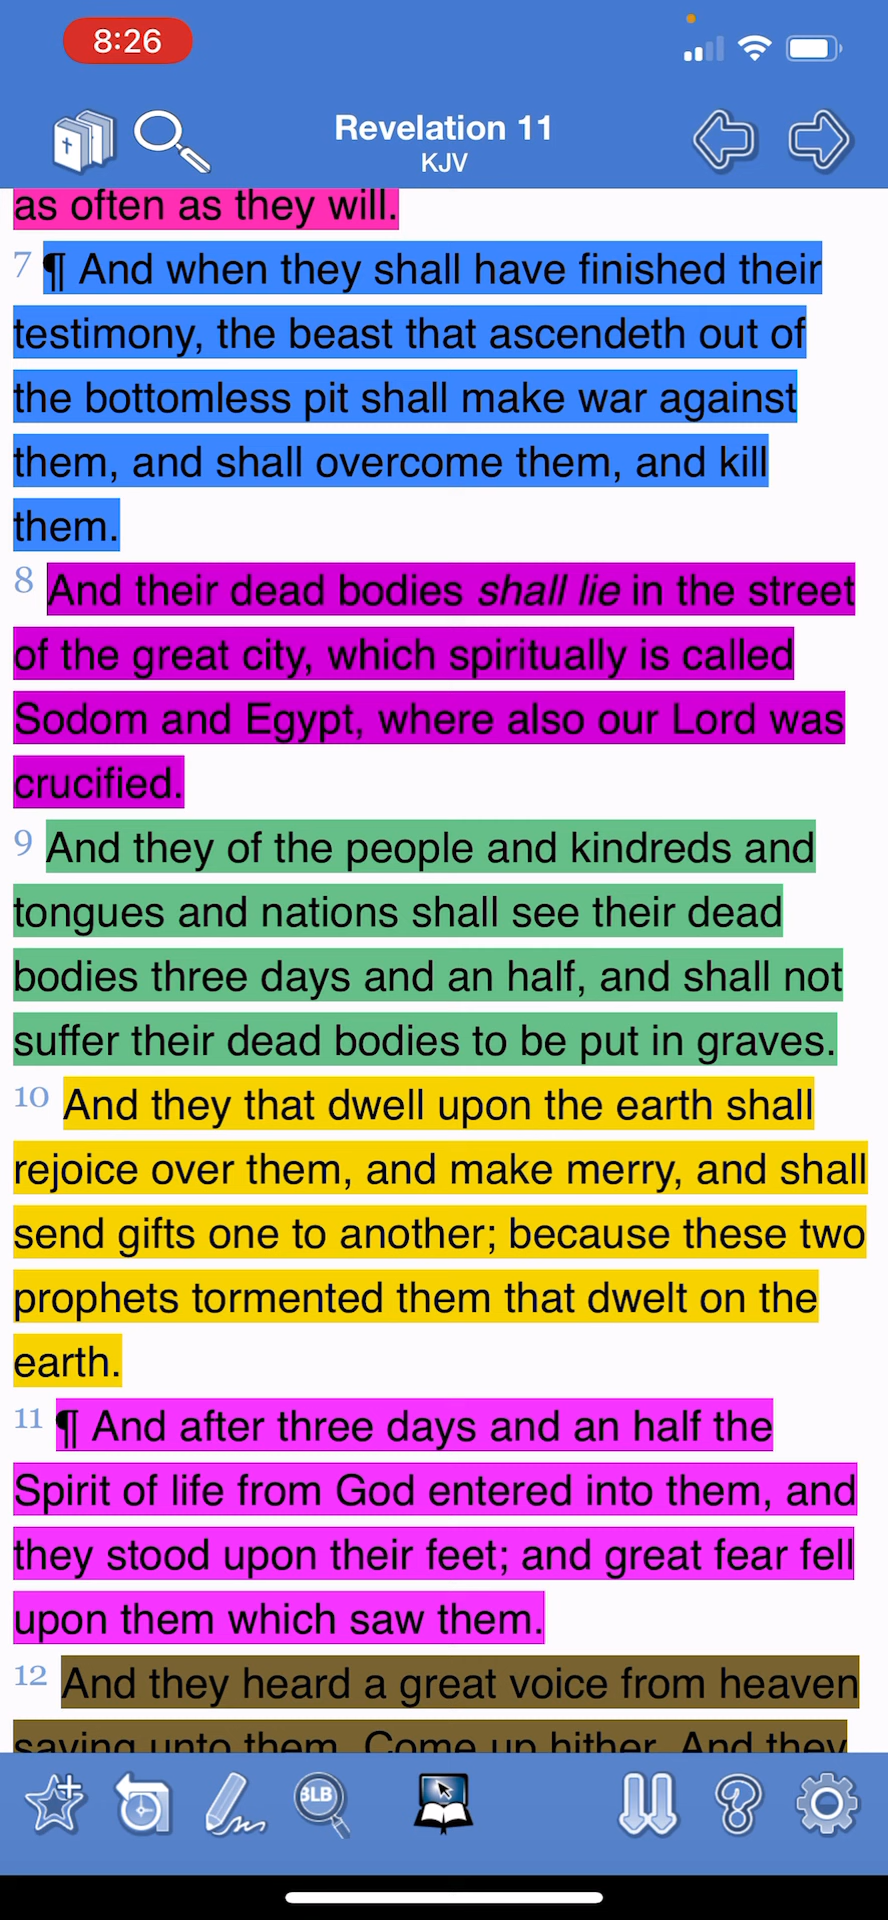 8:26
Revelation 11
KJV
as often as they will.
7 ¶ And when they shall have finished their
testimony, the beast that ascendeth out of
the bottomless pit shall make war against
them, and shall overcome them, and kill
them.
8 And their dead bodies shall lie in the street
of the great city, which spiritually is called
Sodom and Egypt, where also our Lord was
crucified.
9 And they of the people and kindreds and
tongues and nations shall see their dead
bodies three days and an half, and shall not
suffer their dead bodies to be put in graves.
10 And they that dwell upon the earth shall
rejoice over them, and make merry, and shall
send gifts one to another; because these two
prophets tormented them that dwelt on the
earth.
11 ¶ And after three days and an half the
Spirit of life from God entered into them, and
they stood upon their feet; and great fear fell
upon them which saw them.
12 And they heard a great voice from heaven
saying unto them, Come up hither. And they
BLB